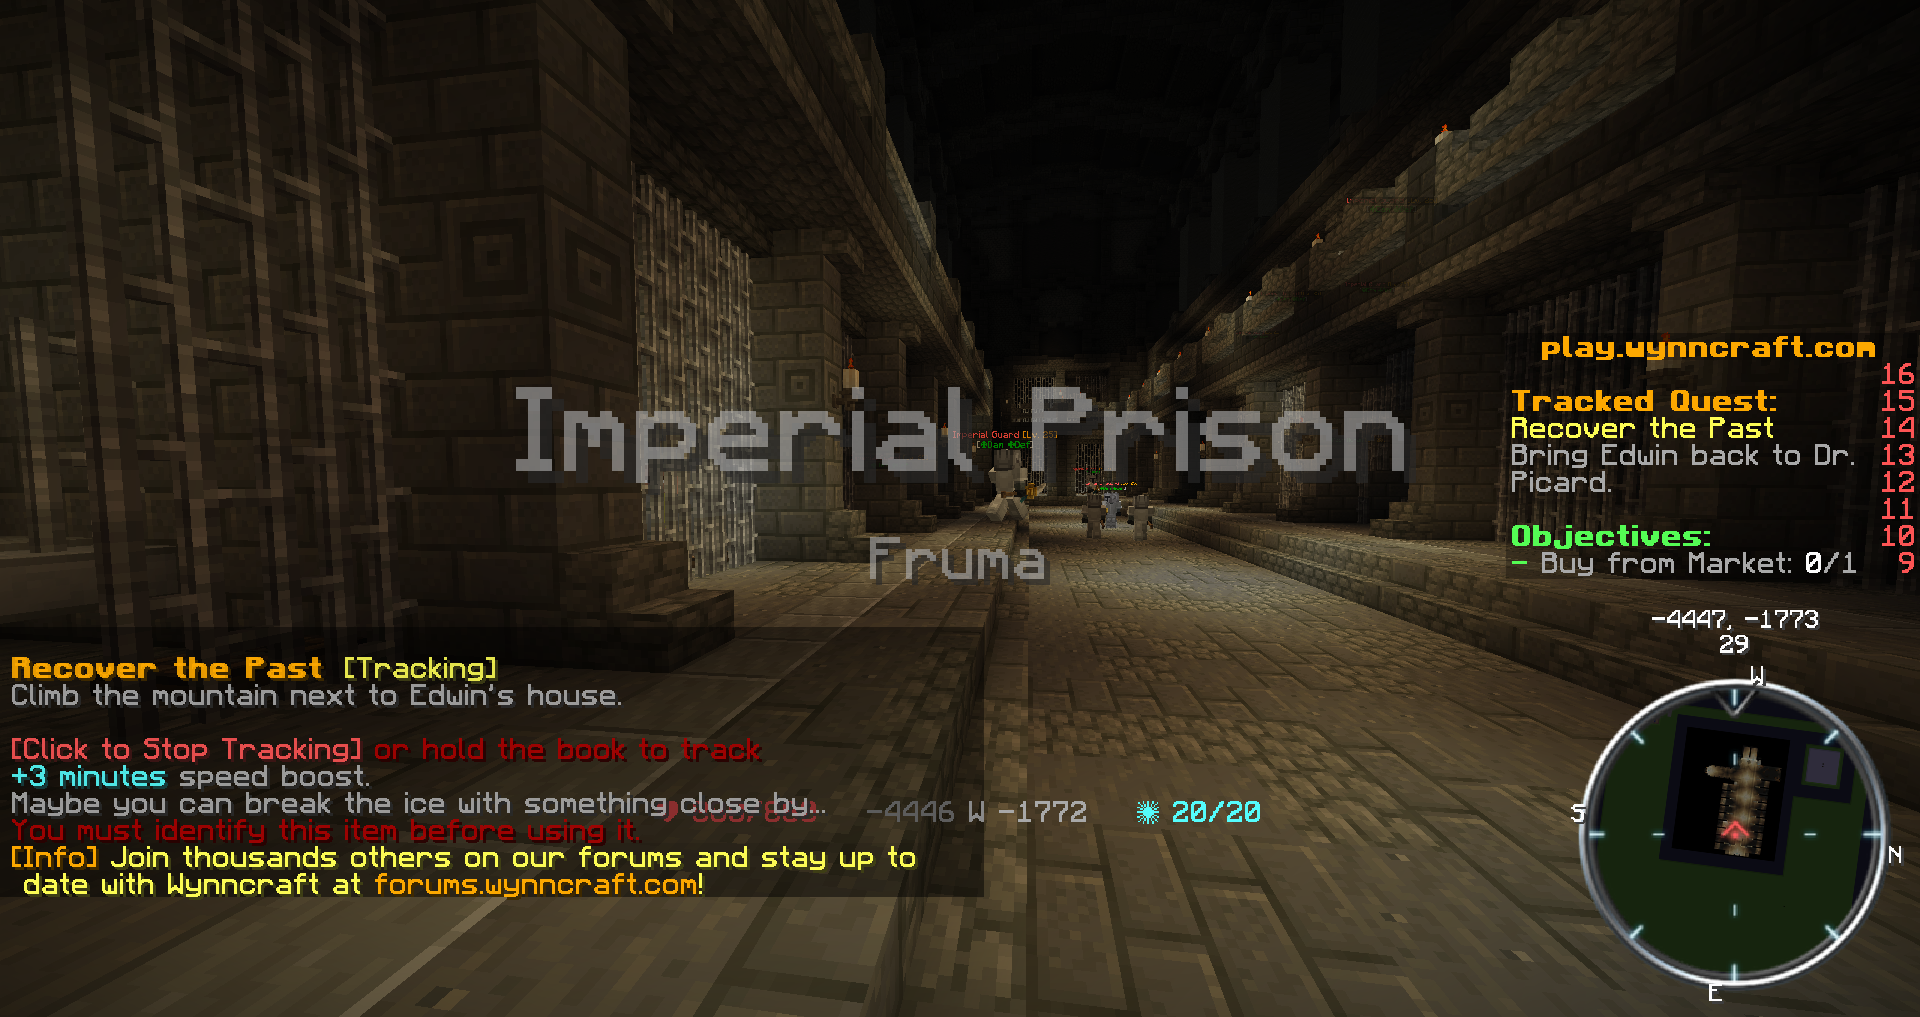 Imperial Prison
Fruma
Imperial Guard [Lv. 25]
play.wynncraft.com
16
Tracked Quest: 15
Recover the Past 14
Bring Edwin back to Dr. 13
Picard. 12
11
Objectives: 10
- Buy from Market: 0/1 9
-4447, -1773
29
W
S
N
E
Recover the Past [Tracking]
Climb the mountain next to Edwin's house.
[Click to Stop Tracking] or hold the book to track
+3 minutes speed boost.
Maybe you can break the ice with something close by...
-4446 W -1772 20/20
You must identify this item before using it.
[Info] Join thousands others on our forums and stay up to
date with Wynncraft at forums.wynncraft.com!